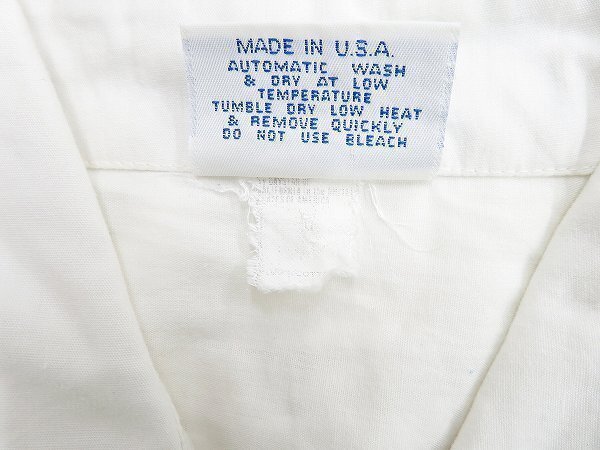 MADE IN U.S.A.
AUTOMATIC WASH
& DRY AT LOW
TEMPERATURE
TUMBLE DRY LOW HEAT
& REMOVE QUICKLY
DO NOT USE BLEACH